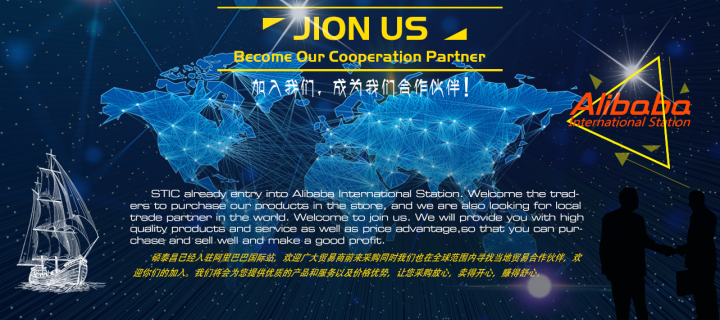 JION US
Become Our Cooperation Partner
加入我们，成为我们合作伙伴！
Alibaba
International Station
STIC already entry into Alibaba International Station. Welcome the trad-
ers to purchase our products in the store, and we are also looking for local
trade partner in the world. Welcome to join us. We will provide you with high
quality products and service as well as price advantage,so that you can pur-
chase and sell well and make a good profit.
硕泰昌已经入驻阿里巴巴国际站，欢迎广大贸易商前来采购同时我们也在全球范围内寻找当地贸易合作伙伴，欢
迎你们的加入。我们将会为您提供优质的产品和服务以及价格优势，让您采购放心，卖得开心，赚得舒心。